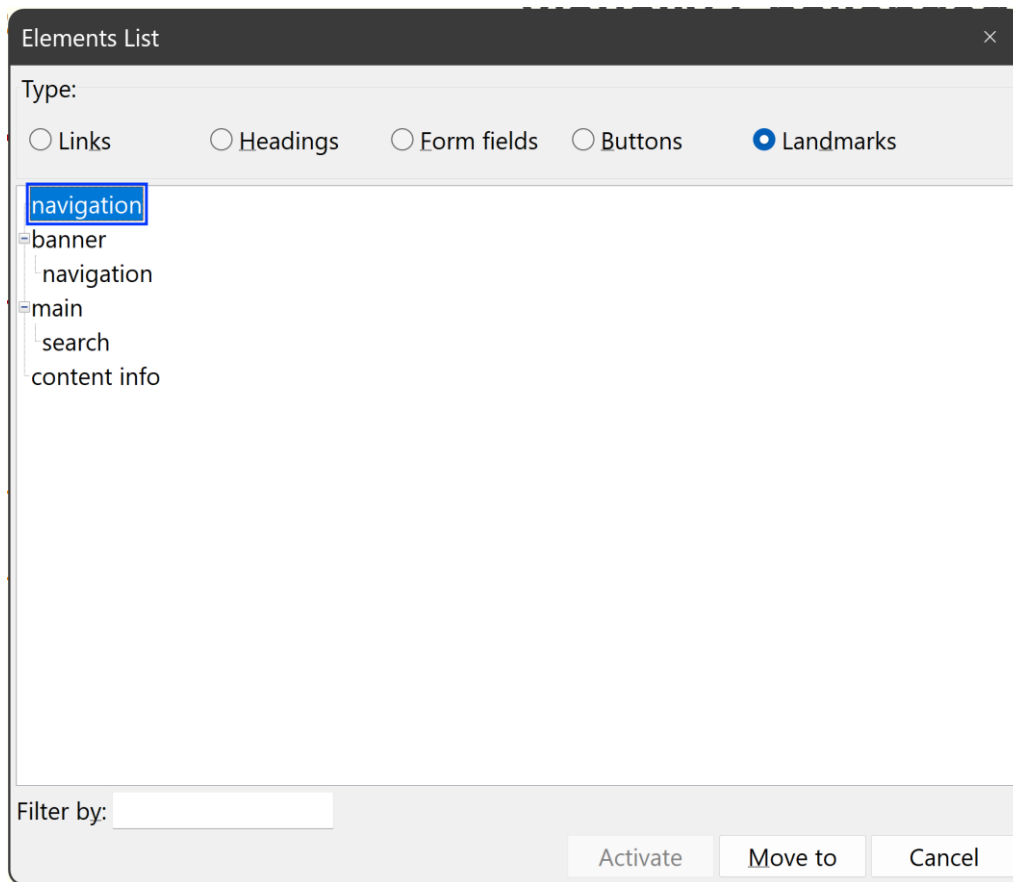 Elements List
Type:
Links Headings Form fields Buttons Landmarks
navigation
banner
navigation
main
search
content info
Filter by:
Activate Move to Cancel